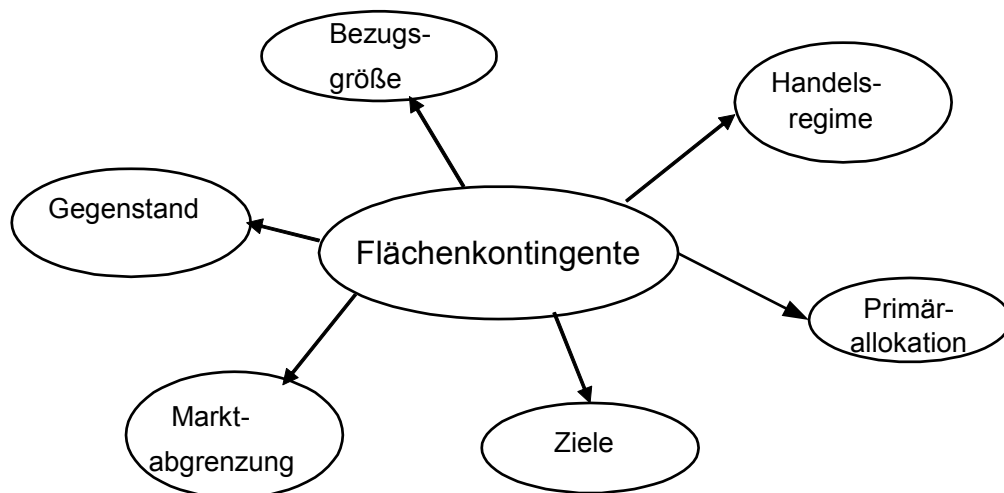 Bezugs-
größe
Handels-
regime
Gegenstand
Flächenkontingente
Primär-
allokation
Markt-
abgrenzung
Ziele